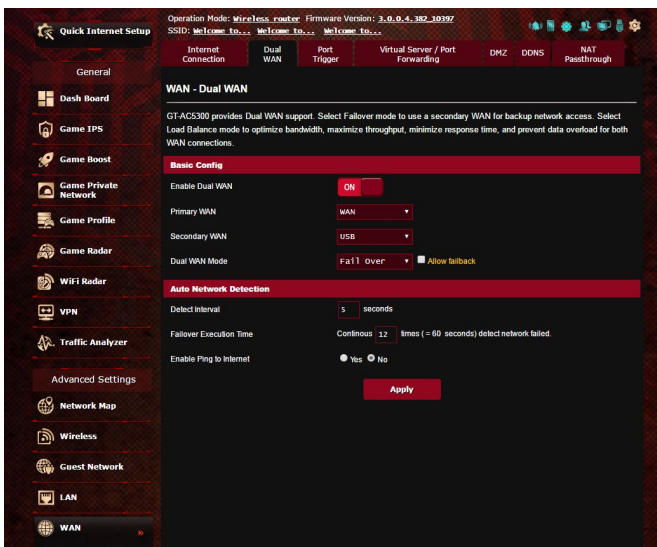 Quick Internet Setup
Operation Mode: Wireless router Firmware Version: 3.0.0.4.382_10397
SSID: Welcome to... Welcome to... Welcome to...
General
Dash Board
Game IPS
Game Boost
Game Private
Network
Game Profile
Game Radar
WiFi Radar
VPN
Traffic Analyzer
Advanced Settings
Network Map
Wireless
Guest Network
LAN
WAN »
Internet
Connection
Dual
WAN
Port
Trigger
Virtual Server / Port
Forwarding
DMZ
DDNS
NAT
Passthrough
WAN - Dual WAN
GT-AC5300 provides Dual WAN support. Select Failover mode to use a secondary WAN for backup network access. Select
Load Balance mode to optimize bandwidth, maximize throughput, minimize response time, and prevent data overload for both
WAN connections.
Basic Config
Enable Dual WAN ON
Primary WAN WAN
Secondary WAN USB
Dual WAN Mode Fail Over Allow failback
Auto Network Detection
Detect Interval 5 seconds
Failover Execution Time Continous 12 times ( = 60 seconds) detect network failed.
Enable Ping to Internet Yes No
Apply